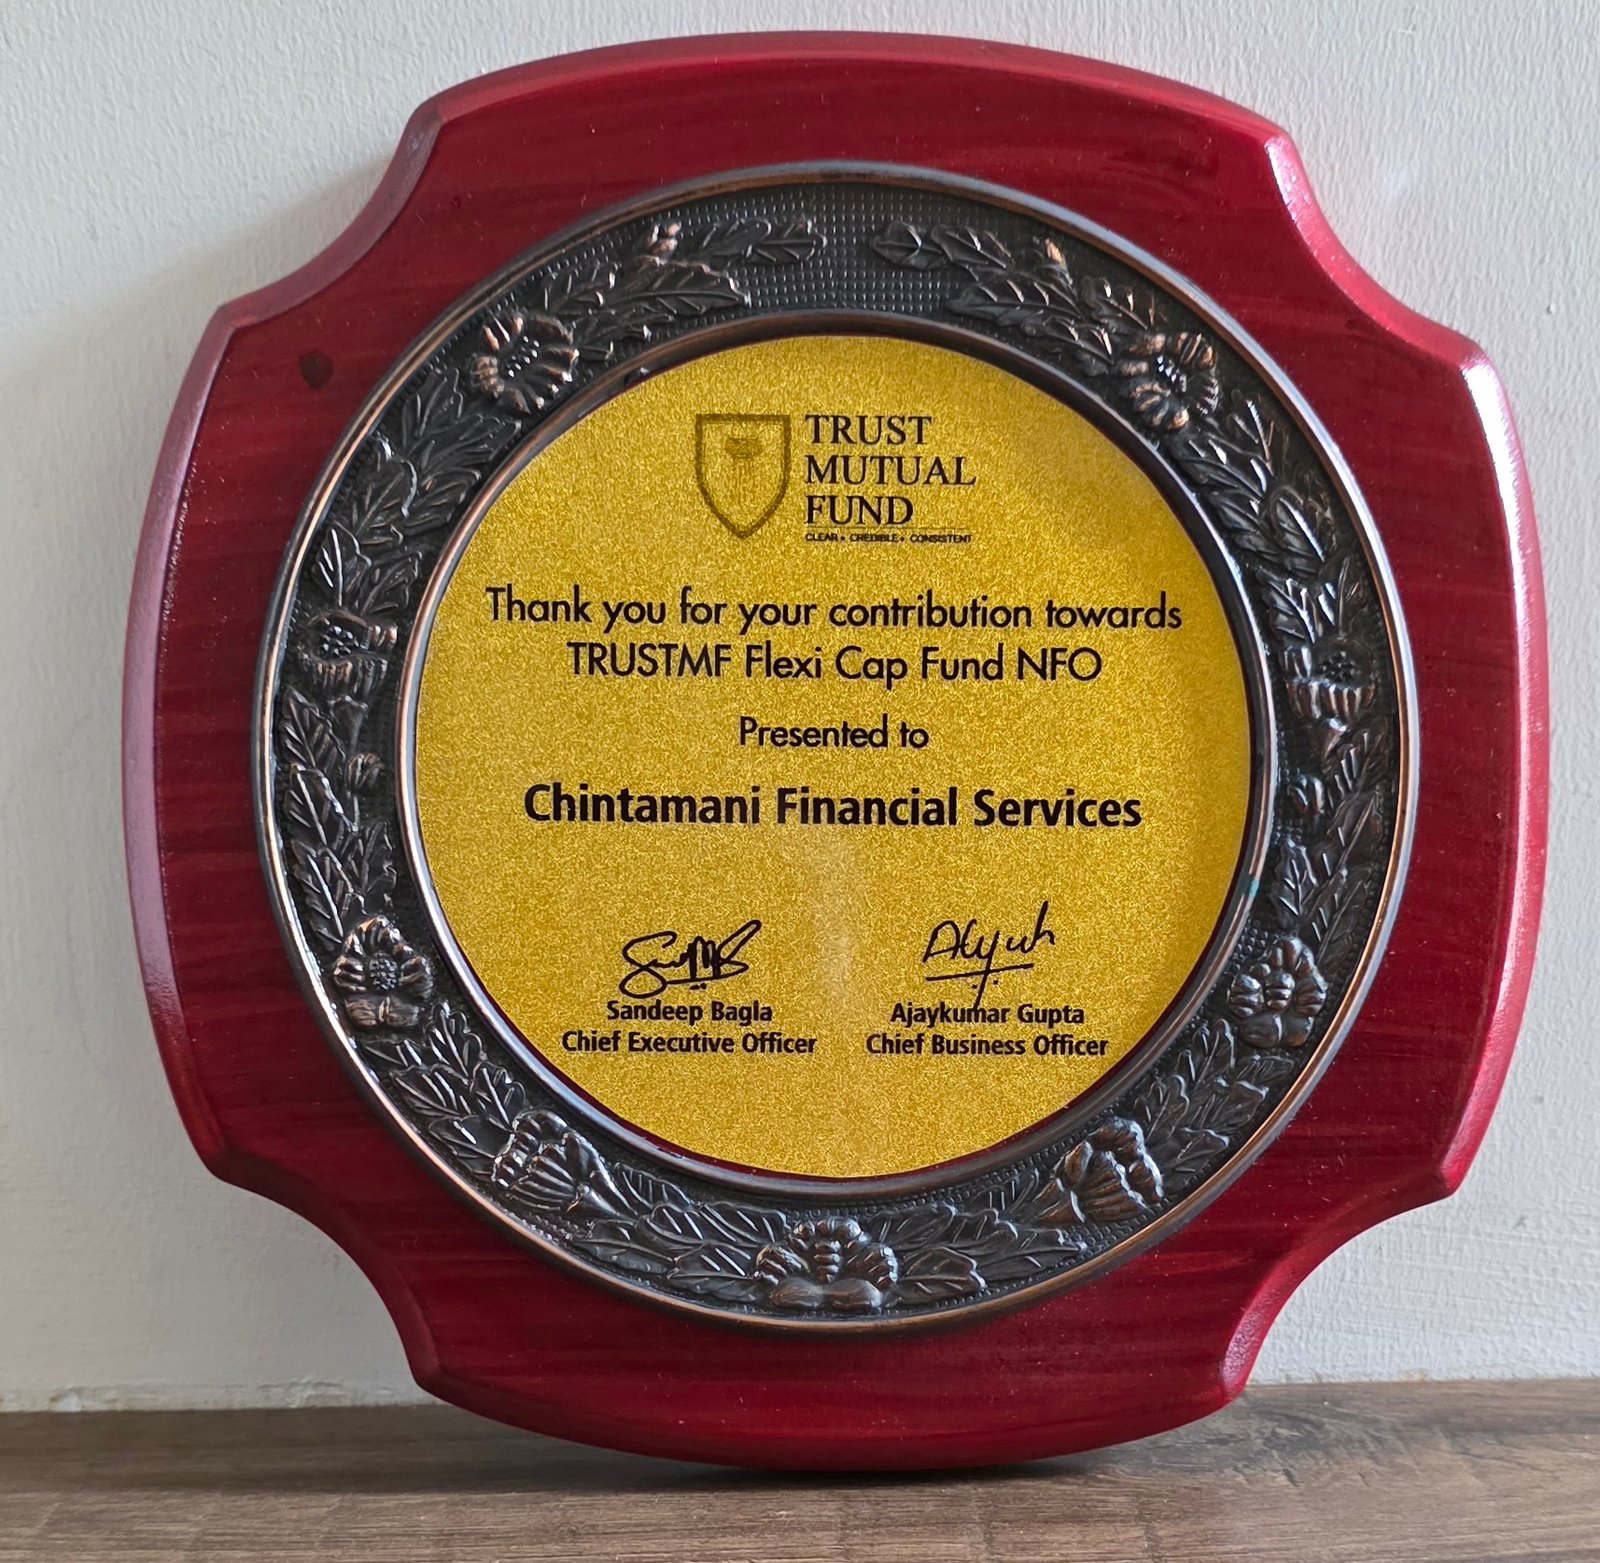 TRUST
MUTUAL
FUND
CLEAR • CREDIBLE • CONSISTENT
Thank you for your contribution towards
TRUSTMF Flexi Cap Fund NFO
Presented to
Chintamani Financial Services
Sandeep Bagla
Chief Executive Officer
Ajaykumar Gupta
Chief Business Officer